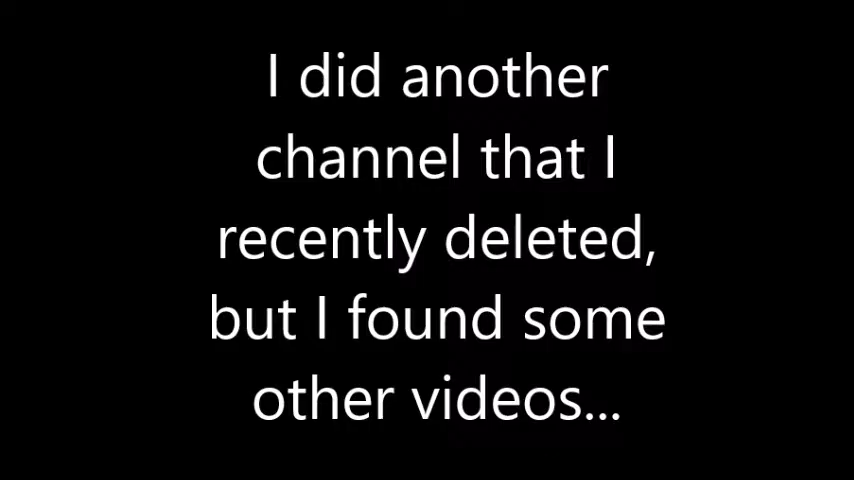 I did another
channel that I
recently deleted,
but I found some
other videos...